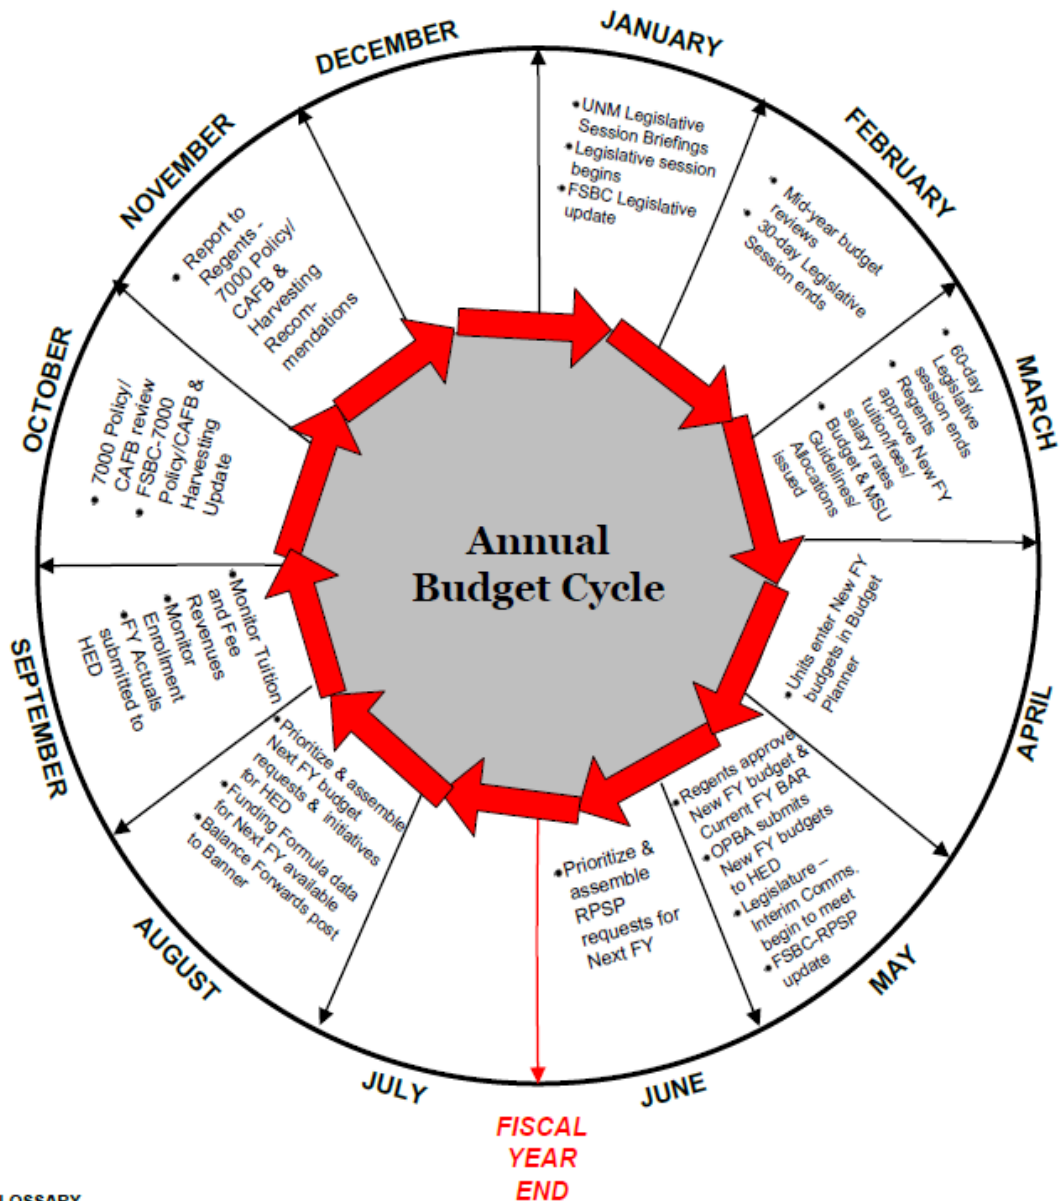 DECEMBER
JANUARY
FEBRUARY
MARCH
APRIL
MAY
JUNE
JULY
AUGUST
SEPTEMBER
OCTOBER
NOVEMBER
Annual
Budget Cycle
•UNM Legislative
Session Briefings
•Legislative session
begins
•FSBC Legislative
update
• Mid-year budget
reviews
• 30-day Legislative
Session ends
• 60-day
Legislative
session ends
• Regents
approve New FY
tuition/fees/
salary rates
• Budget & MSU
Guidelines/
Allocations
issued
•Units enter New FY
budgets in Budget
Planner
•Regents approve
New FY budget &
Current FY BAR
•OPBA submits
New FY budgets
to HED
•Legislature –
Interim Comms.
begin to meet
•FSBC-RPSP
update
•Prioritize &
assemble
RPSP
requests for
Next FY
•Prioritize & assemble
Next FY budget
requests & initiatives
for HED
•Funding Formula data
for Next FY available
•Balance Forwards post
to Banner
•Monitor Tuition
and Fee
Revenues
•Monitor
Enrollment
•FY Actuals
submitted to
HED
• 7000 Policy/
CAFB review
• FSBC-7000
Policy/CAFB &
Harvesting
Update
• Report to
Regents -
7000 Policy/
CAFB &
Harvesting
Recom-
mendations
FISCAL
YEAR
END
LOSSARY